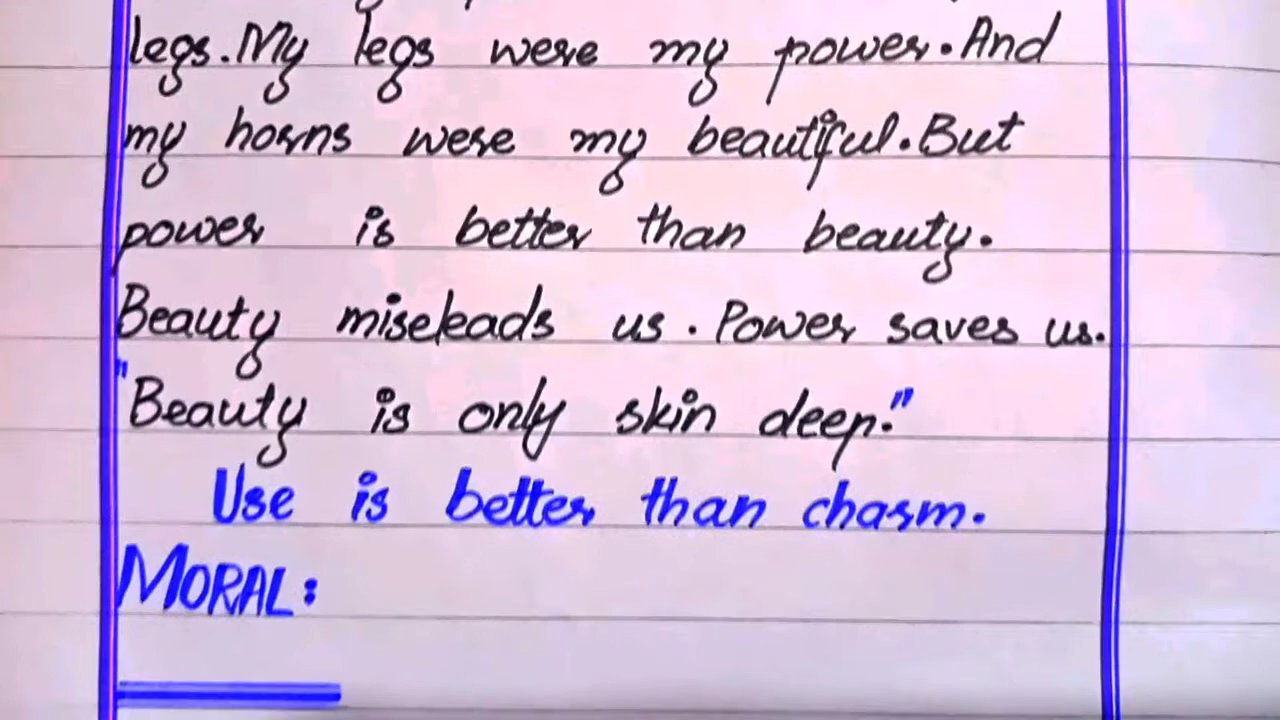 legs. My legs were my power. And
my horns were my beautiful. But
power is better than beauty.
Beauty miseleads us. Power saves us.
"Beauty is only skin deep."
Use is better than charm.
MORAL: